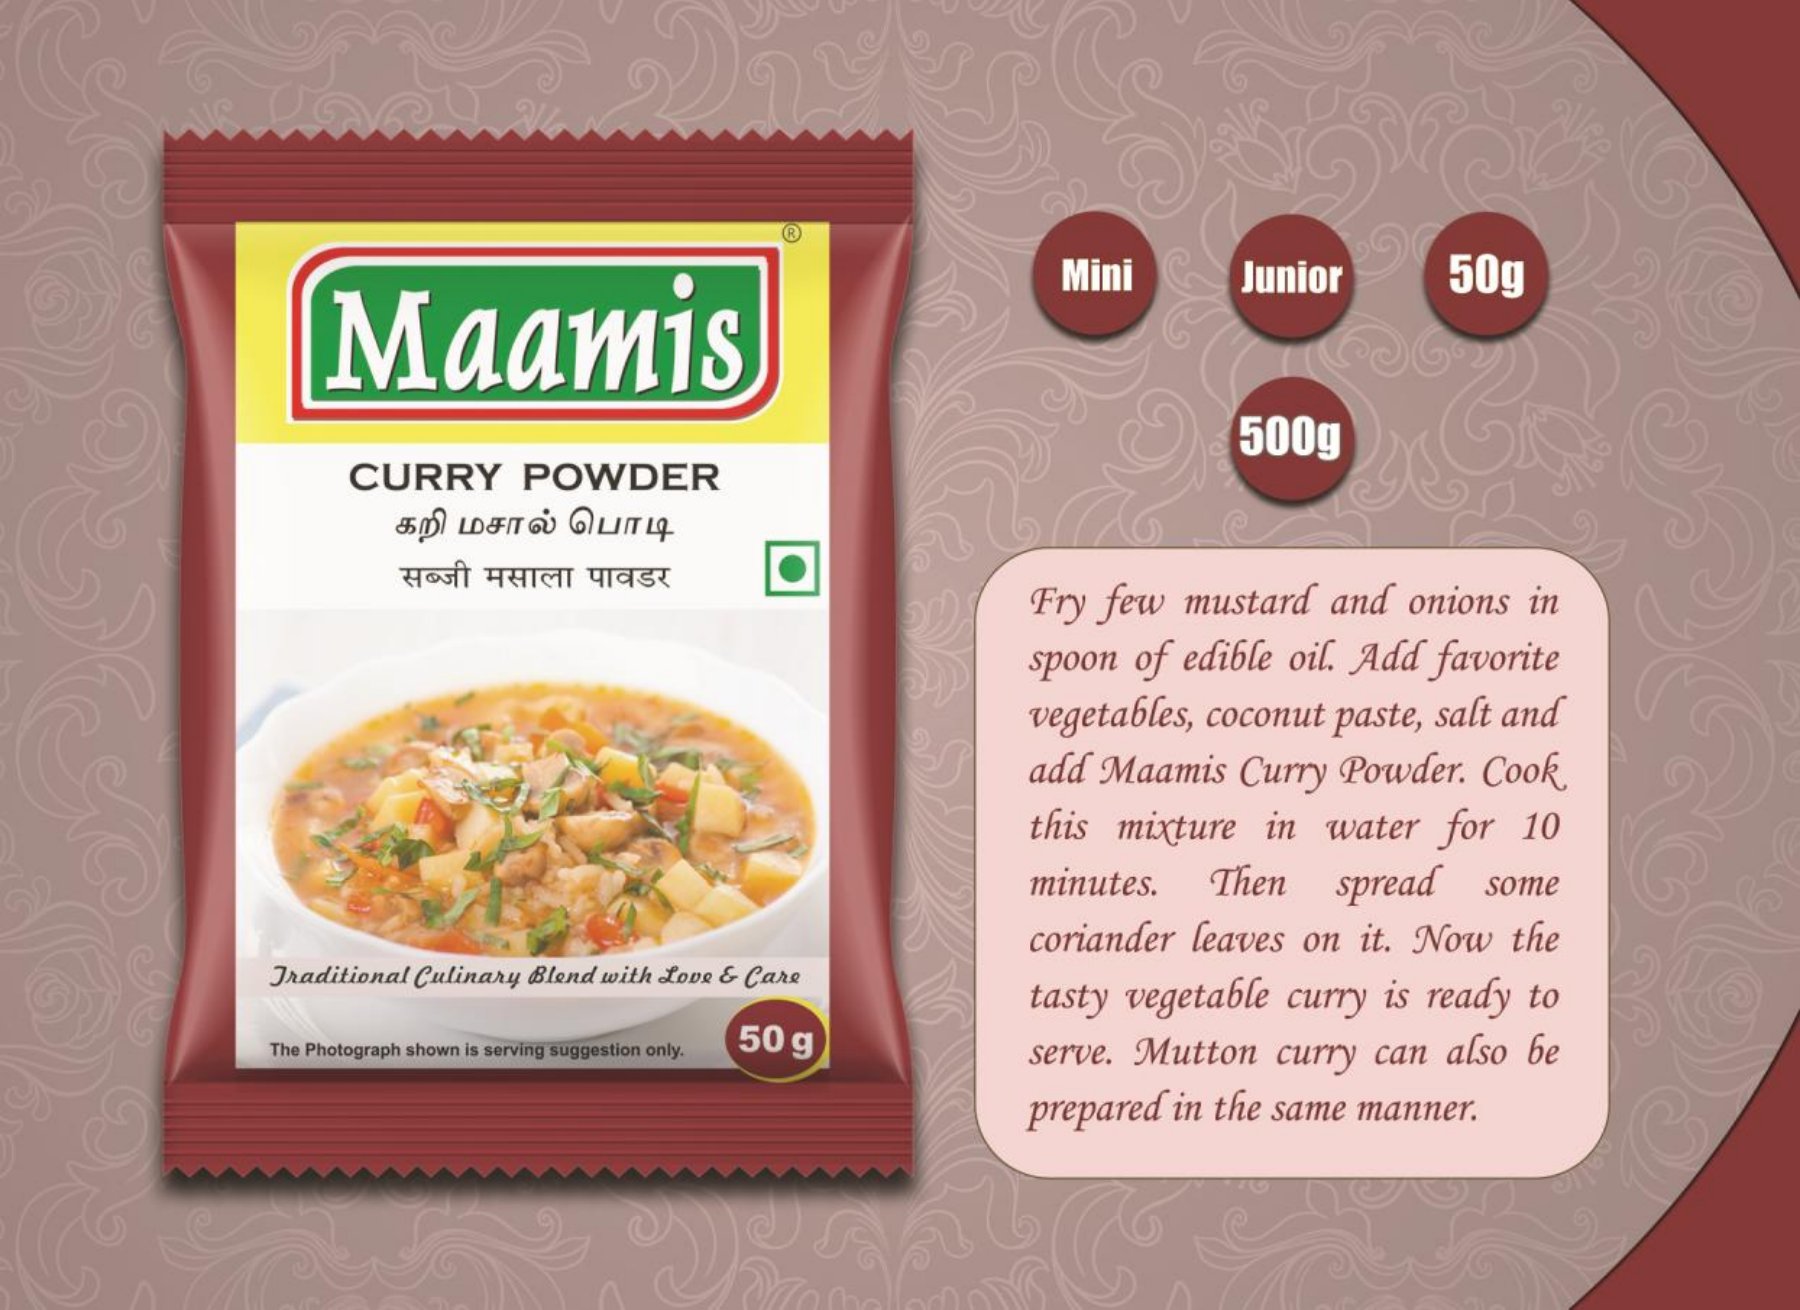 Maamis
®
CURRY POWDER
கறி மசால் பொடி
सब्जी मसाला पावडर
Traditional Culinary Blend with Love & Care
The Photograph shown is serving suggestion only.
50 g
Mini
Junior
50g
500g
Fry few mustard and onions in
spoon of edible oil. Add favorite
vegetables, coconut paste, salt and
add Maamis Curry Powder. Cook
this mixture in water for 10
minutes. Then spread some
coriander leaves on it. Now the
tasty vegetable curry is ready to
serve. Mutton curry can also be
prepared in the same manner.